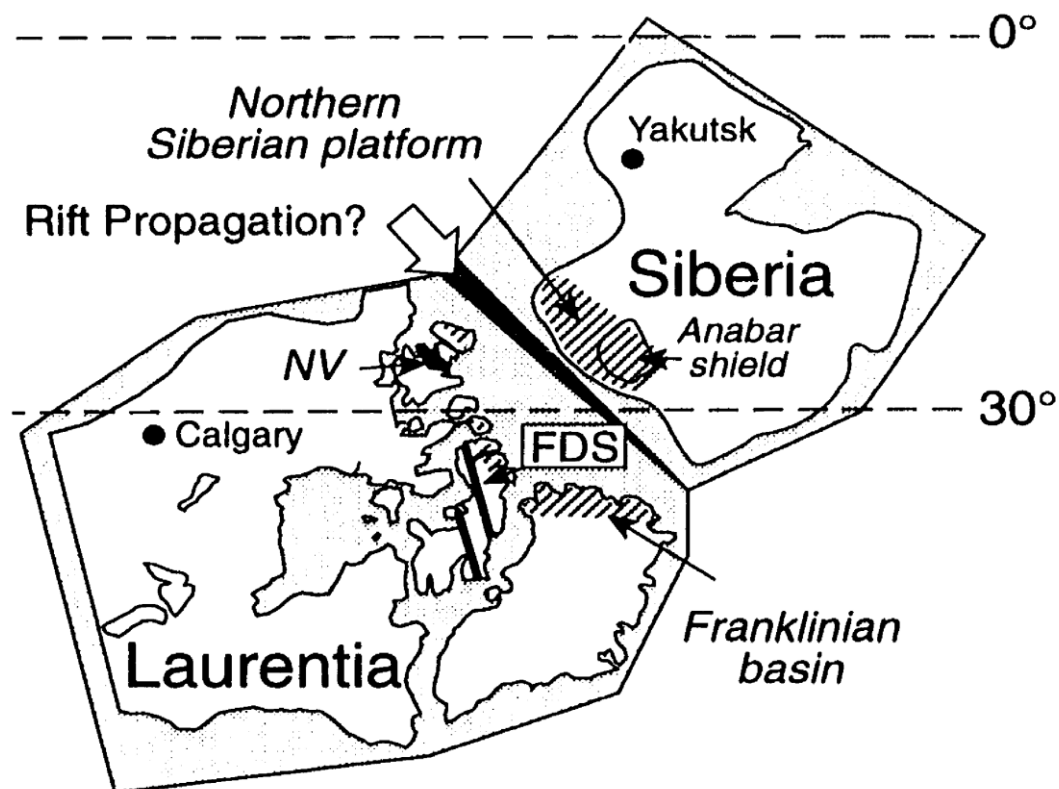 0°
Northern
Siberian platform
Yakutsk
Rift Propagation?
Siberia
Anabar
shield
NV
30°
Calgary
FDS
Franklinian
basin
Laurentia